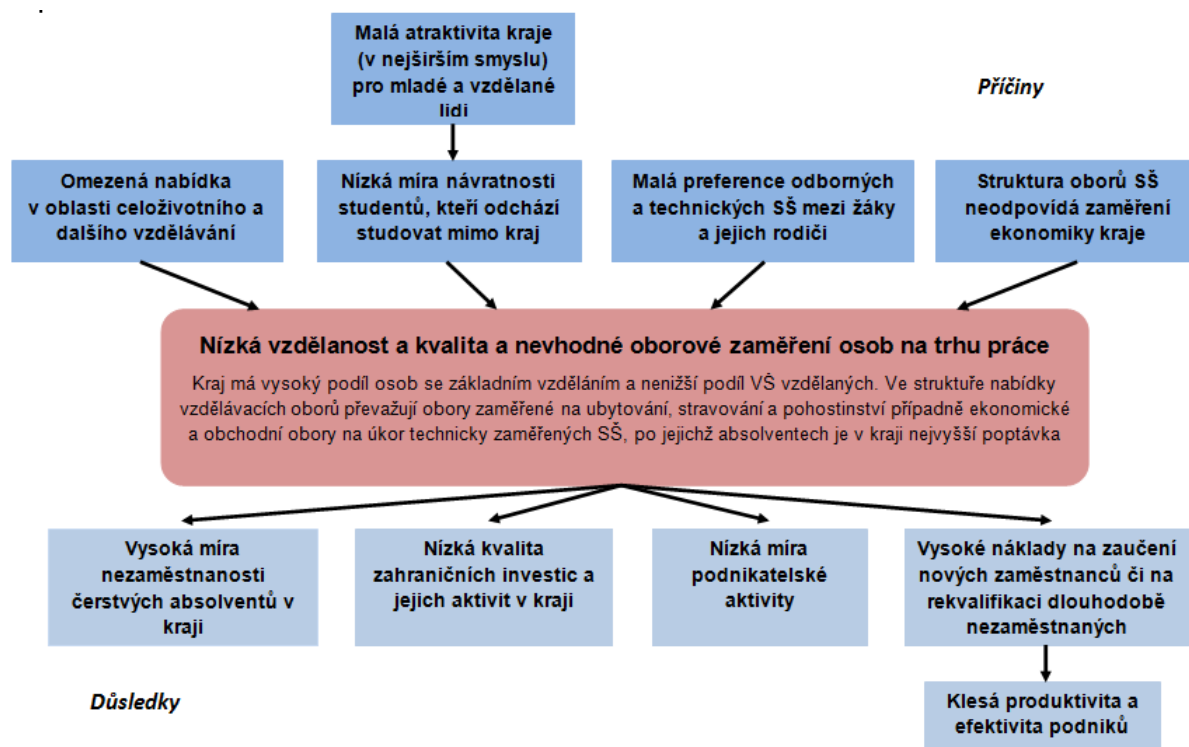 Malá atraktivita kraje
(v nejširším smyslu)
pro mladé a vzdělané
lidi
Příčiny
Omezená nabídka
v oblasti celoživotního a
dalšího vzdělávání
Nízká míra návratnosti
studentů, kteří odchází
studovat mimo kraj
Malá preference odborných
a technických SŠ mezi žáky
a jejich rodiči
Struktura oborů SŠ
neodpovídá zaměření
ekonomiky kraje
Nízká vzdělanost a kvalita a nevhodné oborové zaměření osob na trhu práce
Kraj má vysoký podíl osob se základním vzděláním a nenižší podíl VŠ vzdělaných. Ve struktuře nabídky
vzdělávacích oborů převažují obory zaměřené na ubytování, stravování a pohostinství případně ekonomické
a obchodní obory na úkor technicky zaměřených SŠ, po jejichž absolventech je v kraji nejvyšší poptávka
Vysoká míra
nezaměstnanosti
čerstvých absolventů v
kraji
Nízká kvalita
zahraničních investic a
jejich aktivit v kraji
Nízká míra
podnikatelské
aktivity
Vysoké náklady na zaučení
nových zaměstnanců či na
rekvalifikaci dlouhodobě
nezaměstnaných
Důsledky
Klesá produktivita a
efektivita podniků